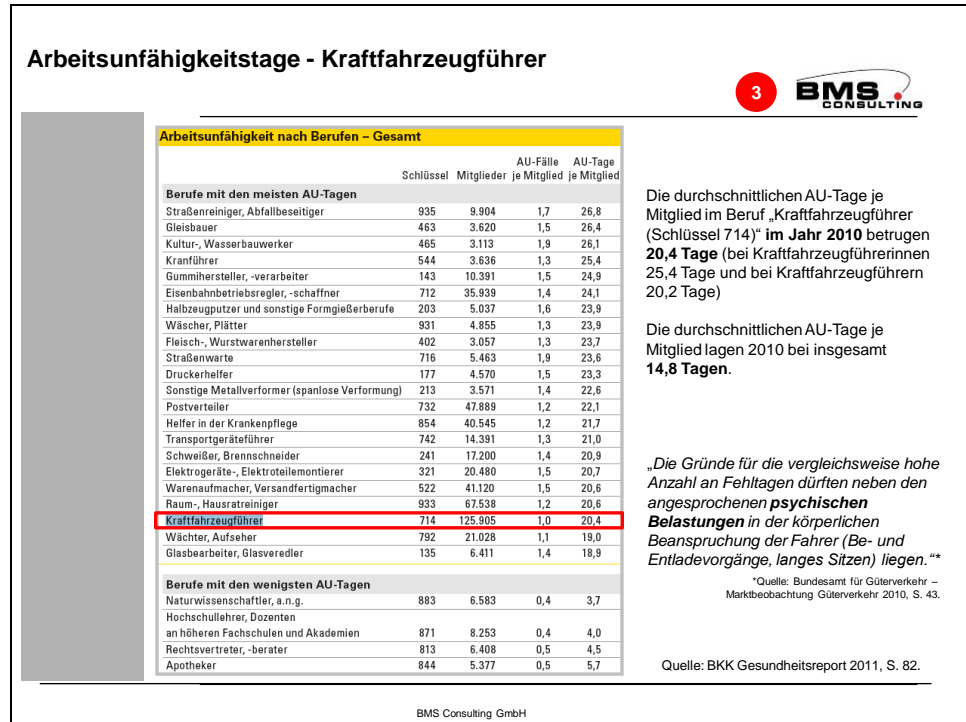 Arbeitsunfähigkeitstage - Kraftfahrzeugführer
3
BMS
CONSULTING
Arbeitsunfähigkeit nach Berufen – Gesamt
AU-Fälle AU-Tage
Schlüssel Mitglieder je Mitglied je Mitglied
Berufe mit den meisten AU-Tagen
Straßenreiniger, Abfallbeseitiger 935 9.904 1,7 26,8
Gleisbauer 463 3.620 1,5 26,4
Kultur-, Wasserbauwerker 465 3.113 1,9 26,1
Kranführer 544 3.636 1,3 25,4
Gummihersteller, -verarbeiter 143 10.391 1,5 24,9
Eisenbahnbetriebsregler, -schaffner 712 35.939 1,4 24,1
Halbzeugputzer und sonstige Formgießerberufe 203 5.037 1,6 23,9
Wäscher, Plätter 931 4.855 1,3 23,9
Fleisch-, Wurstwarenhersteller 402 3.057 1,3 23,7
Straßenwarte 716 5.463 1,9 23,6
Druckerhelfer 177 4.570 1,5 23,3
Sonstige Metallverformer (spanlose Verformung) 213 3.571 1,4 22,6
Postverteiler 732 47.889 1,2 22,1
Helfer in der Krankenpflege 854 40.545 1,2 21,7
Transportgeräteführer 742 14.391 1,3 21,0
Schweißer, Brennschneider 241 17.200 1,4 20,9
Elektrogeräte-, Elektroteilemontierer 321 20.480 1,5 20,7
Warenaufmacher, Versandfertigmacher 522 41.120 1,5 20,6
Raum-, Hausratreiniger 933 67.538 1,2 20,6
Kraftfahrzeugführer 714 125.905 1,0 20,4
Wächter, Aufseher 792 21.028 1,1 19,0
Glasbearbeiter, Glasveredler 135 6.411 1,4 18,9
Berufe mit den wenigsten AU-Tagen
Naturwissenschaftler, a.n.g. 883 6.583 0,4 3,7
Hochschullehrer, Dozenten
an höheren Fachschulen und Akademien 871 8.253 0,4 4,0
Rechtsvertreter, -berater 813 6.408 0,5 4,5
Apotheker 844 5.377 0,5 5,7
Die durchschnittlichen AU-Tage je
Mitglied im Beruf „Kraftfahrzeugführer
(Schlüssel 714)“ im Jahr 2010 betrugen
20,4 Tage (bei Kraftfahrzeugführerinnen
25,4 Tage und bei Kraftfahrzeugführern
20,2 Tage)
Die durchschnittlichen AU-Tage je
Mitglied lagen 2010 bei insgesamt
14,8 Tagen.
„Die Gründe für die vergleichsweise hohe
Anzahl an Fehltagen dürften neben den
angesprochenen psychischen
Belastungen in der körperlichen
Beanspruchung der Fahrer (Be- und
Entladevorgänge, langes Sitzen) liegen.“*
*Quelle: Bundesamt für Güterverkehr –
Marktbeobachtung Güterverkehr 2010, S. 43.
Quelle: BKK Gesundheitsreport 2011, S. 82.
BMS Consulting GmbH